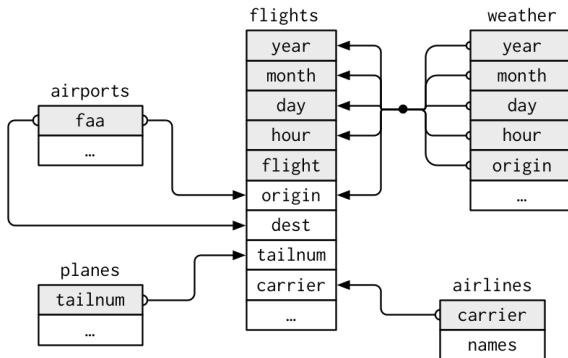 flights
year
month
day
hour
flight
origin
dest
tailnum
carrier
…
weather
year
month
day
hour
origin
…
airports
faa
…
planes
tailnum
…
airlines
carrier
names